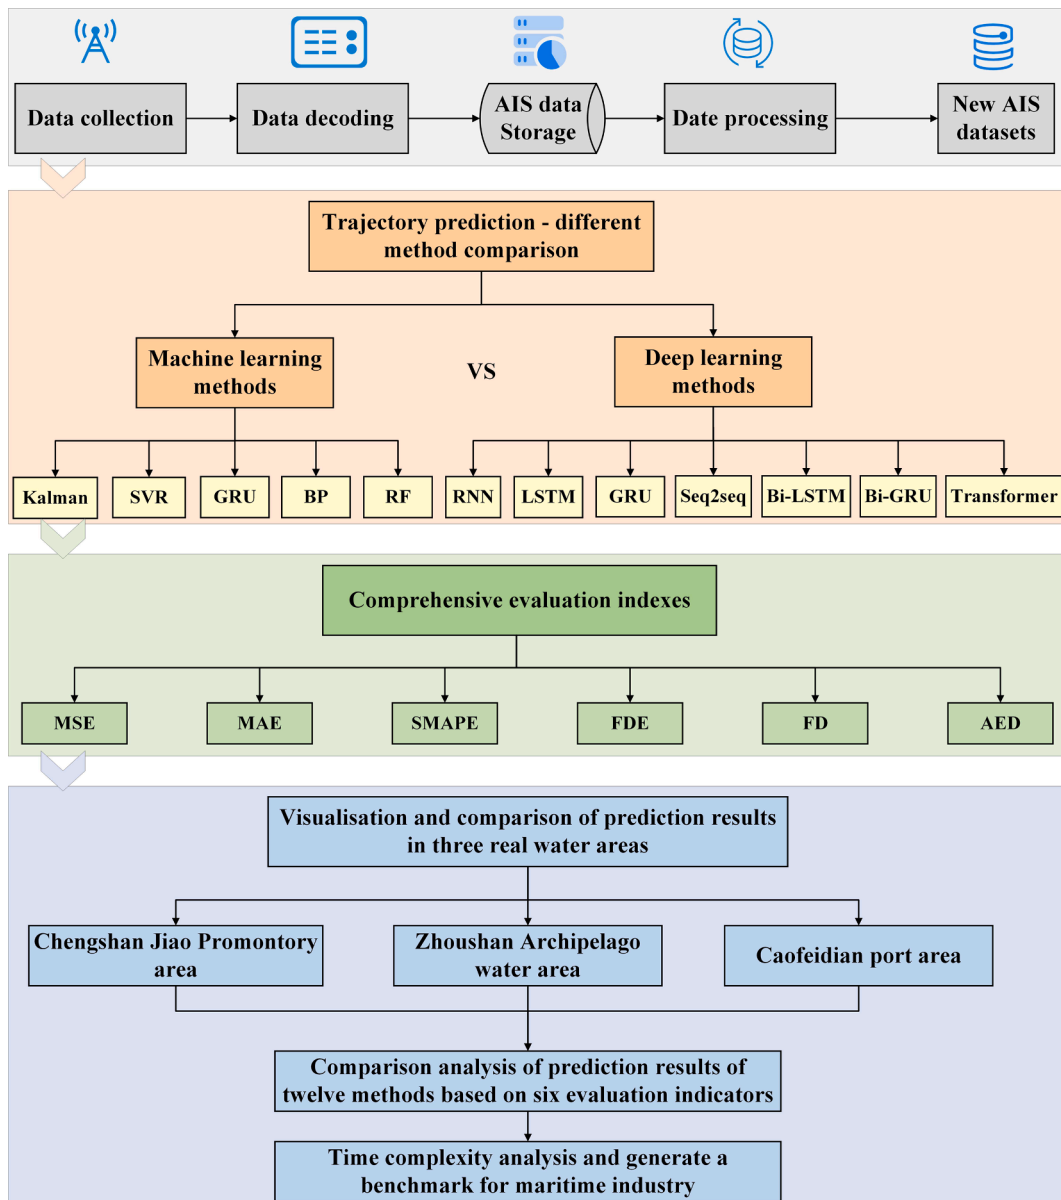 Data collection
Data decoding
AIS data
Storage
Date processing
New AIS
datasets
Trajectory prediction - different
method comparison
Machine learning
methods
VS
Deep learning
methods
Kalman
SVR
GRU
BP
RF
RNN
LSTM
GRU
Seq2seq
Bi-LSTM
Bi-GRU
Transformer
Comprehensive evaluation indexes
MSE
MAE
SMAPE
FDE
FD
AED
Visualisation and comparison of prediction results
in three real water areas
Chengshan Jiao Promontory
area
Zhoushan Archipelago
water area
Caofeidian port area
Comparison analysis of prediction results of
twelve methods based on six evaluation indicators
Time complexity analysis and generate a
benchmark for maritime industry